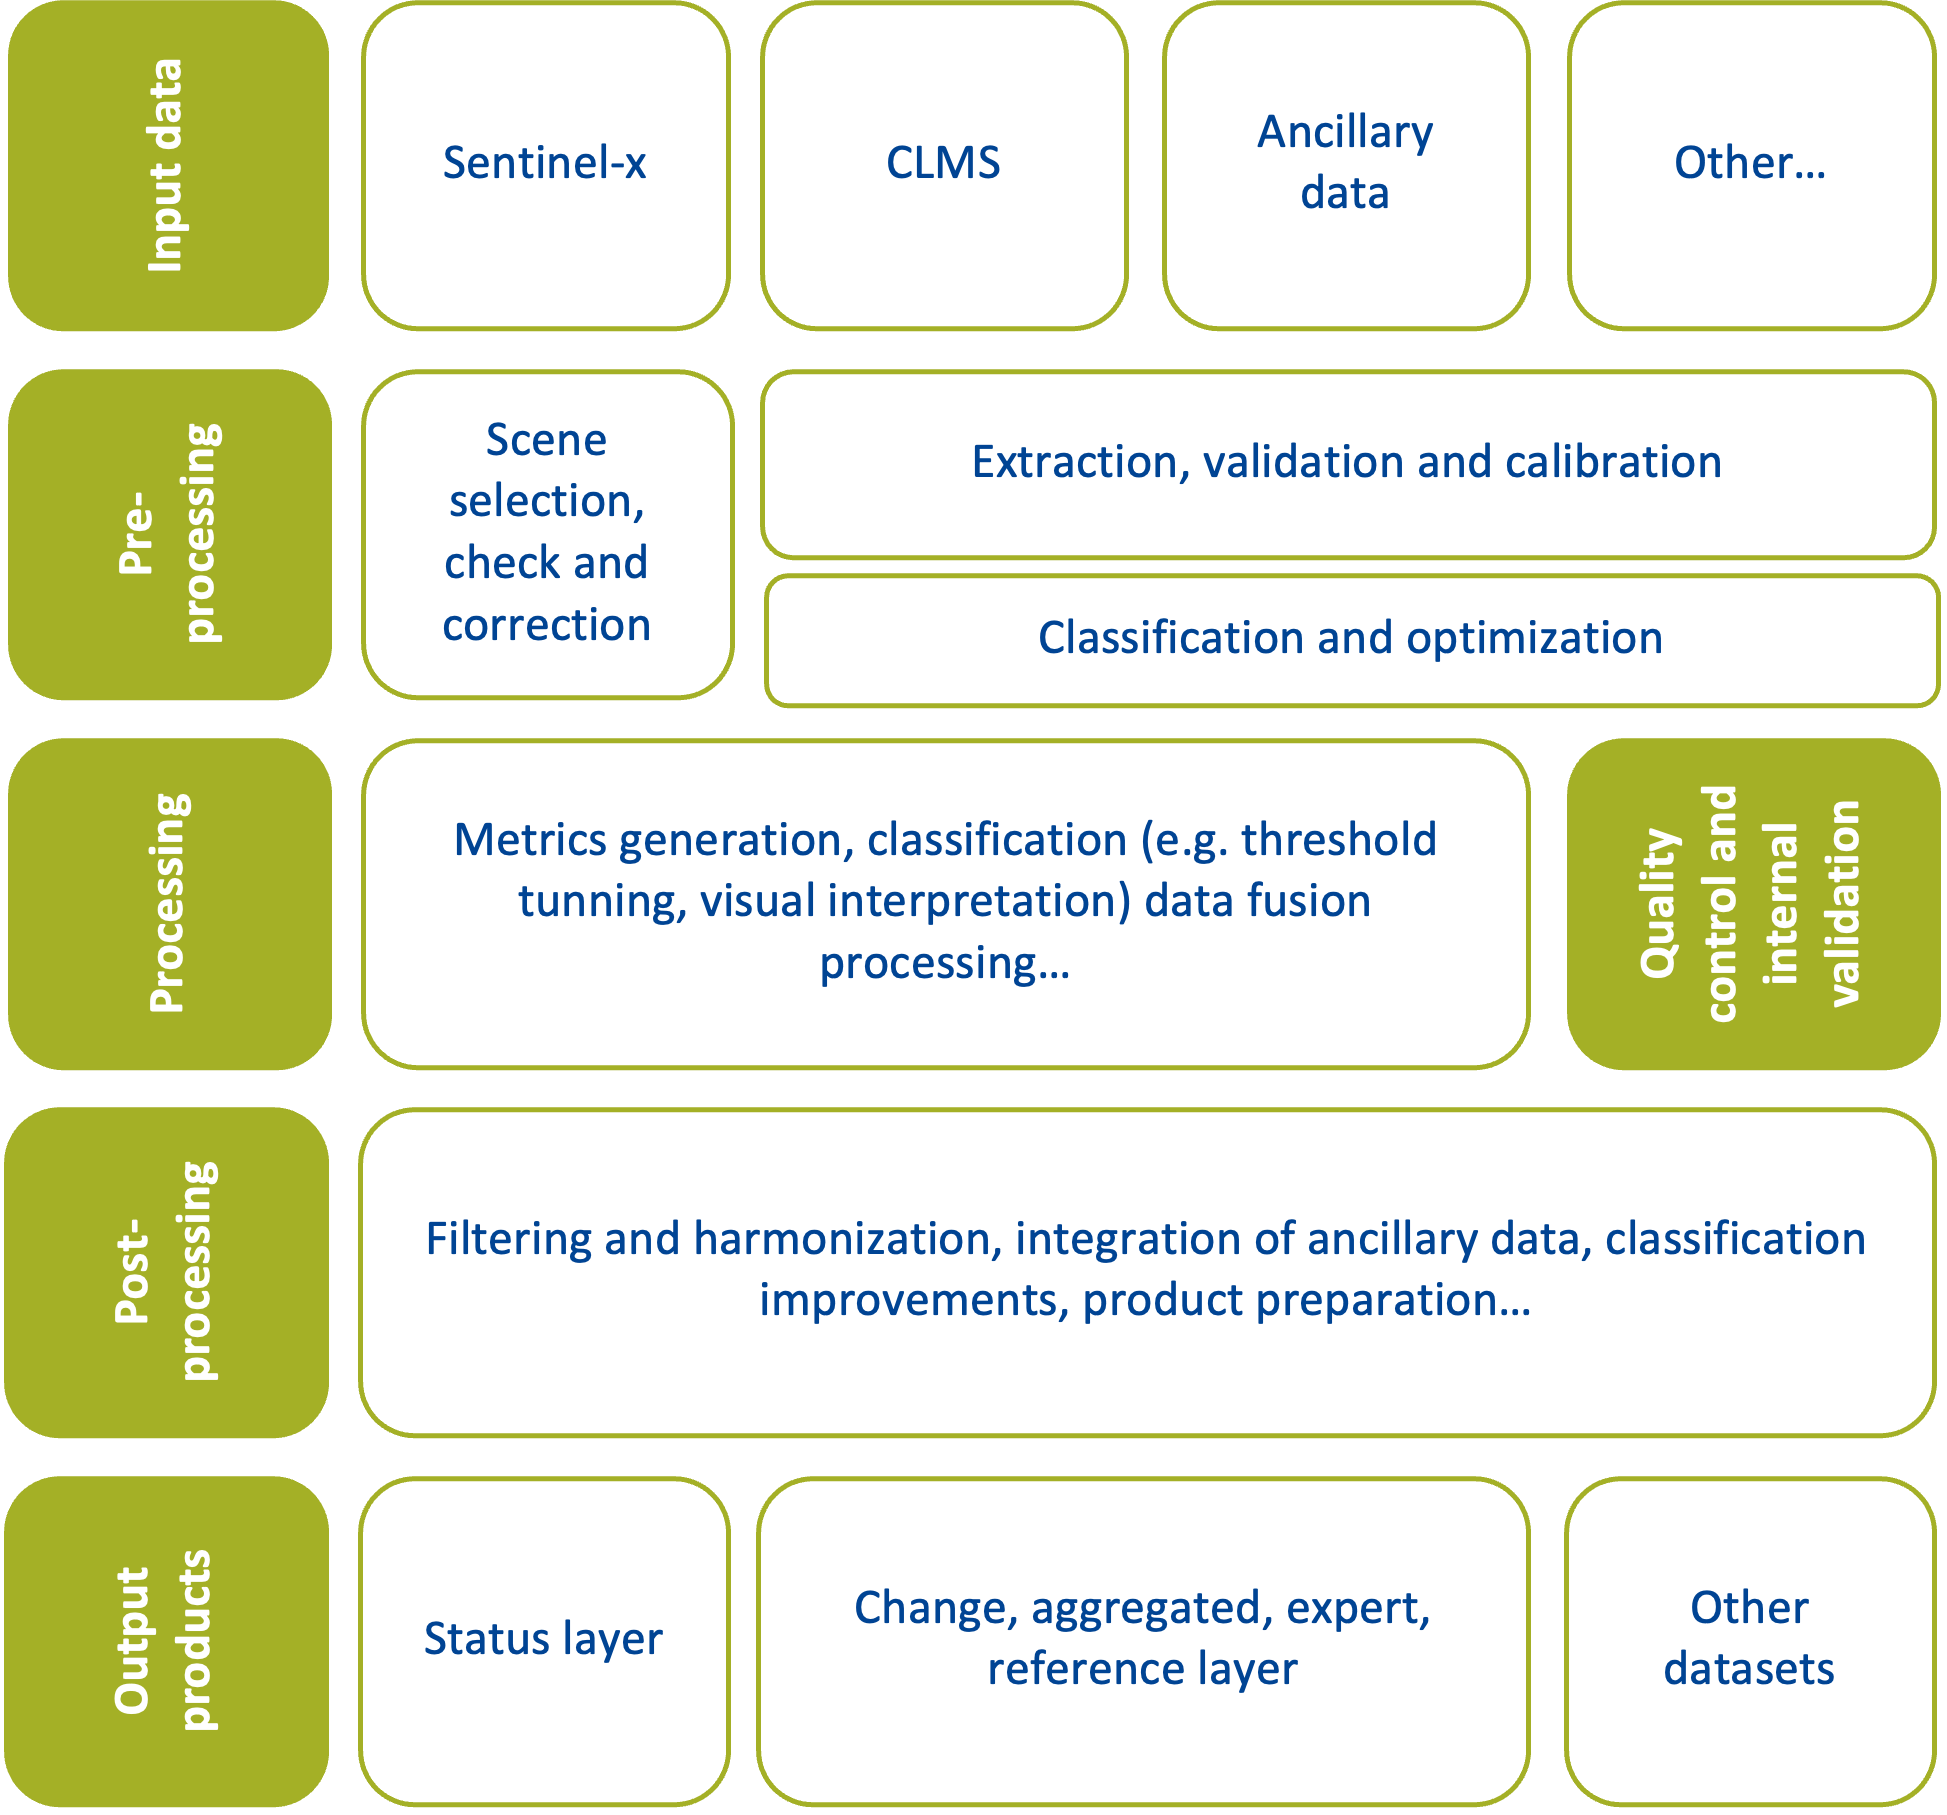 Input data
Sentinel-x
CLMS
Ancillary
data
Other...
Pre-
processing
Scene
selection,
check and
correction
Extraction, validation and calibration
Classification and optimization
Processing
Metrics generation, classification (e.g. threshold
tunning, visual interpretation) data fusion
processing...
Quality
control and
internal
validation
Post-
processing
Filtering and harmonization, integration of ancillary data, classification
improvements, product preparation...
Output
products
Status layer
Change, aggregated, expert,
reference layer
Other
datasets